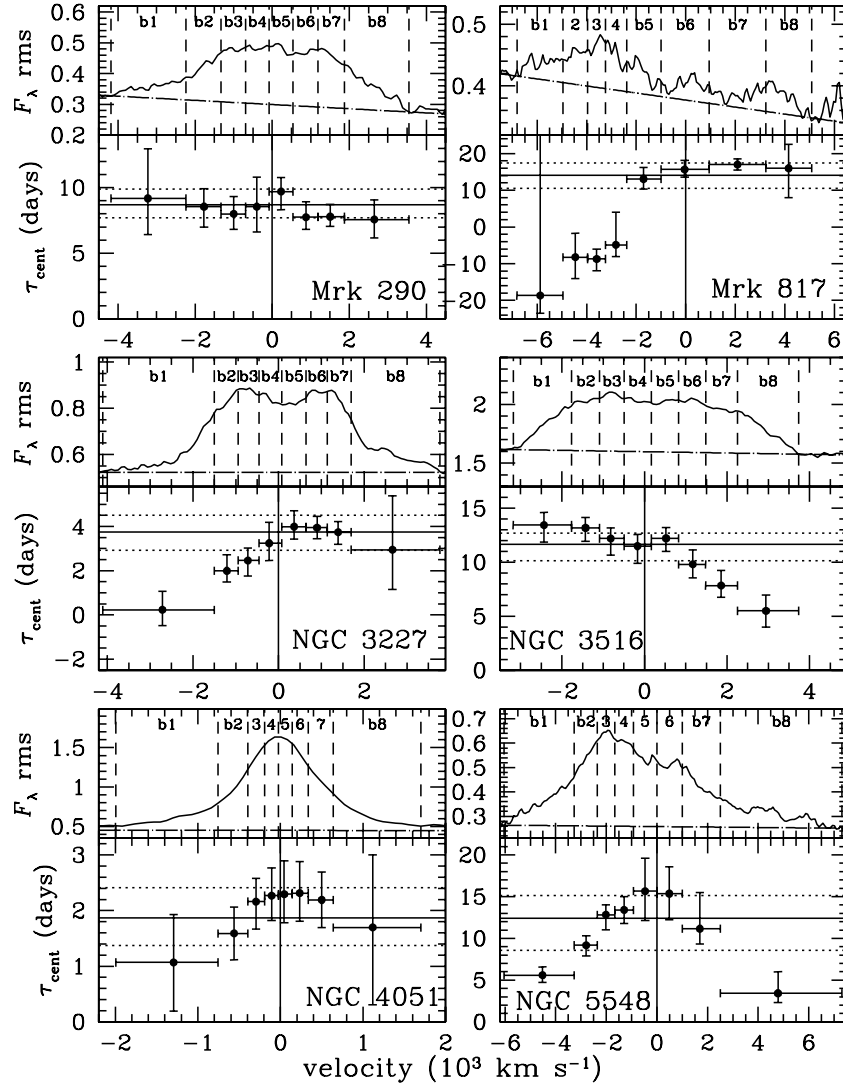 b1 b2 b3 b4 b5 b6 b7 b8
b1 2 3 4 b5 b6 b7 b8
0.6
0.5
0.4
0.3
0.2
Fλ rms
0.4
10
5
0
τcent (days)
20
10
0
−10
−20
Mrk 290
Mrk 817
−4 −2 0 2 4
−6 −4 −2 0 2 4 6
b1 b2 b3 b4 b5 b6 b7 b8
b1 b2 b3 b4 b5 b6 b7 b8
1
0.8
0.6
Fλ rms
2
1.5
4
2
0
−2
τcent (days)
15
10
5
0
NGC 3227
NGC 3516
−4 −2 0 2
−2 0 2 4
b1 b2 3 4 5 6 7 b8
b1 b2 3 4 5 6 b7 b8
1.5
1
0.5
Fλ rms
0.7
0.6
0.5
0.4
0.3
3
2
1
0
τcent (days)
20
15
10
5
0
NGC 4051
NGC 5548
−2 −1 0 1 2
−6 −4 −2 0 2 4 6
velocity (10³ km s⁻¹)